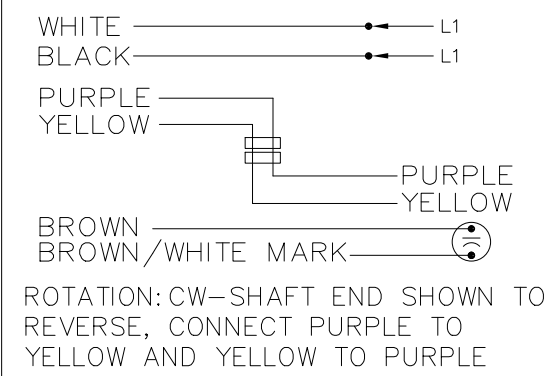 WHITE L1
BLACK L1
PURPLE
YELLOW
PURPLE
YELLOW
BROWN
BROWN/WHITE MARK
ROTATION: CW-SHAFT END SHOWN TO
REVERSE, CONNECT PURPLE TO
YELLOW AND YELLOW TO PURPLE